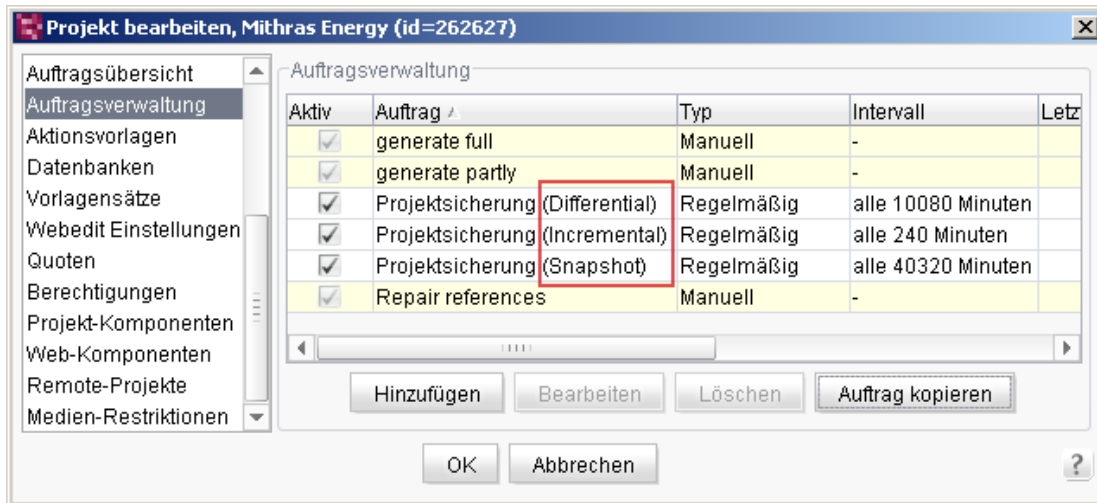 Projekt bearbeiten, Mithras Energy (id=262627)
Auftragsübersicht
Auftragsverwaltung
Aktionsvorlagen
Datenbanken
Vorlagensätze
Webedit Einstellungen
Quoten
Berechtigungen
Projekt-Komponenten
Web-Komponenten
Remote-Projekte
Medien-Restriktionen
Auftragsverwaltung
Aktiv Auftrag Typ Intervall Letz
generate full Manuell -
generate partly Manuell -
Projektsicherung (Differential) Regelmäßig alle 10080 Minuten
Projektsicherung (Incremental) Regelmäßig alle 240 Minuten
Projektsicherung (Snapshot) Regelmäßig alle 40320 Minuten
Repair references Manuell -
Hinzufügen Bearbeiten Löschen Auftrag kopieren
OK Abbrechen ?